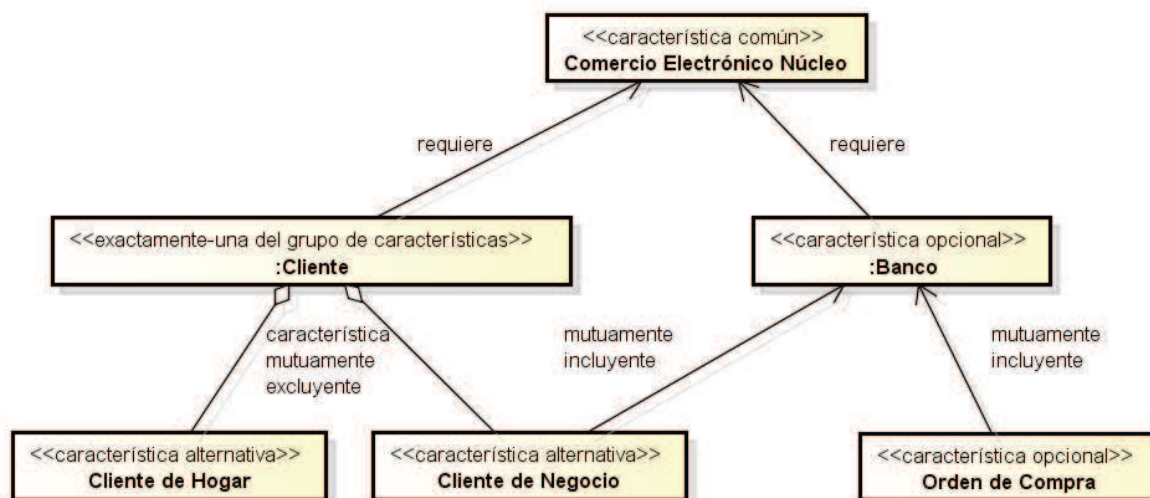 <<característica común>>
Comercio Electrónico Núcleo
requiere
requiere
<<exactamente-una del grupo de características>>
:Cliente
<<característica opcional>>
:Banco
característica
mutuamente
excluyente
mutuamente
incluyente
mutuamente
incluyente
<<característica alternativa>>
Cliente de Hogar
<<característica alternativa>>
Cliente de Negocio
<<característica opcional>>
Orden de Compra